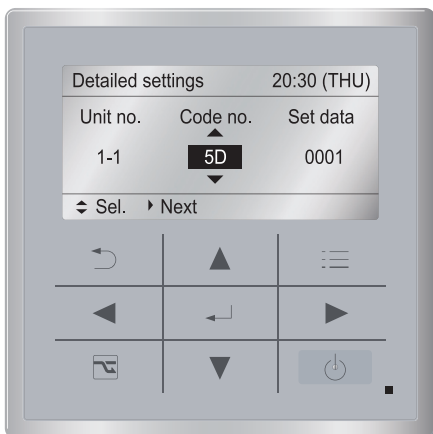 Detailed settings 20:30 (THU)
Unit no. Code no. Set data
1-1 5D 0001
Sel. Next